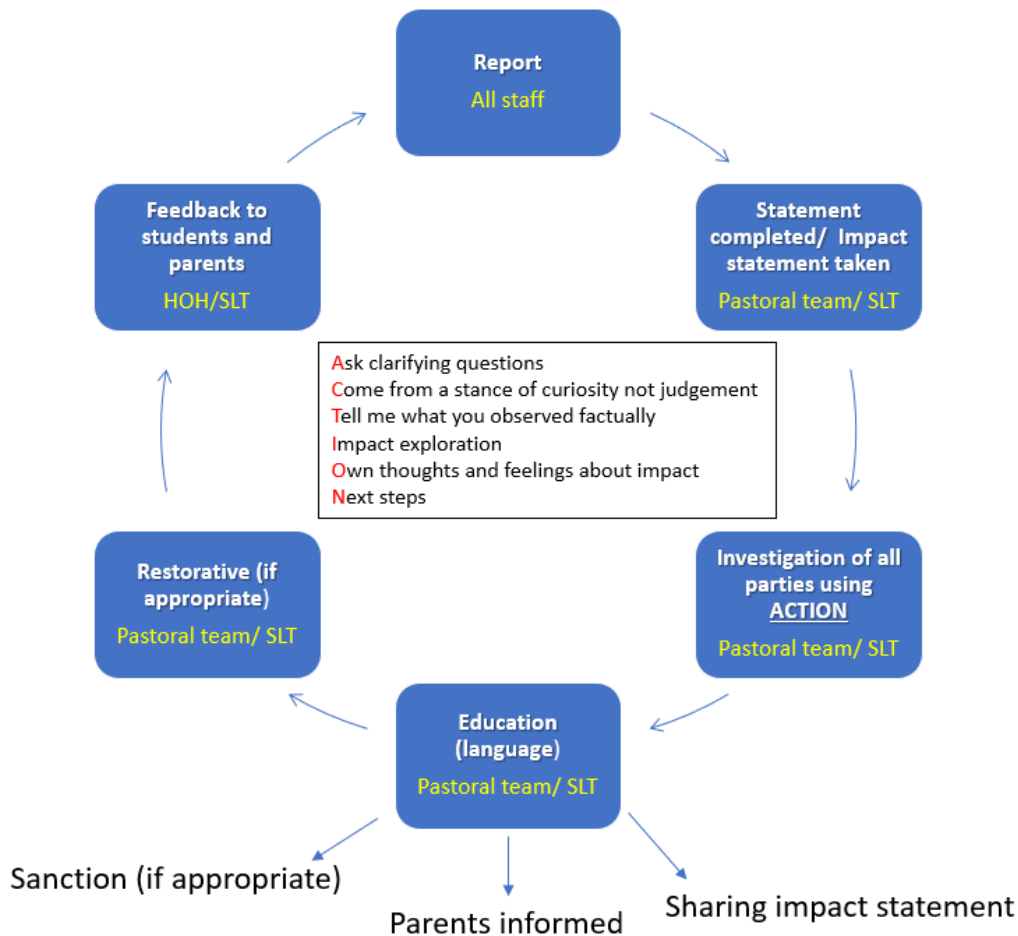 Report
All staff
Statement
completed/ Impact
statement taken
Pastoral team/ SLT
Investigation of all
parties using
ACTION
Pastoral team/ SLT
Education
(language)
Pastoral team/ SLT
Sanction (if appropriate)
Parents informed
Sharing impact statement
Restorative (if
appropriate)
Pastoral team/ SLT
Feedback to
students and
parents
HOH/SLT
Ask clarifying questions
Come from a stance of curiosity not judgement
Tell me what you observed factually
Impact exploration
Own thoughts and feelings about impact
Next steps